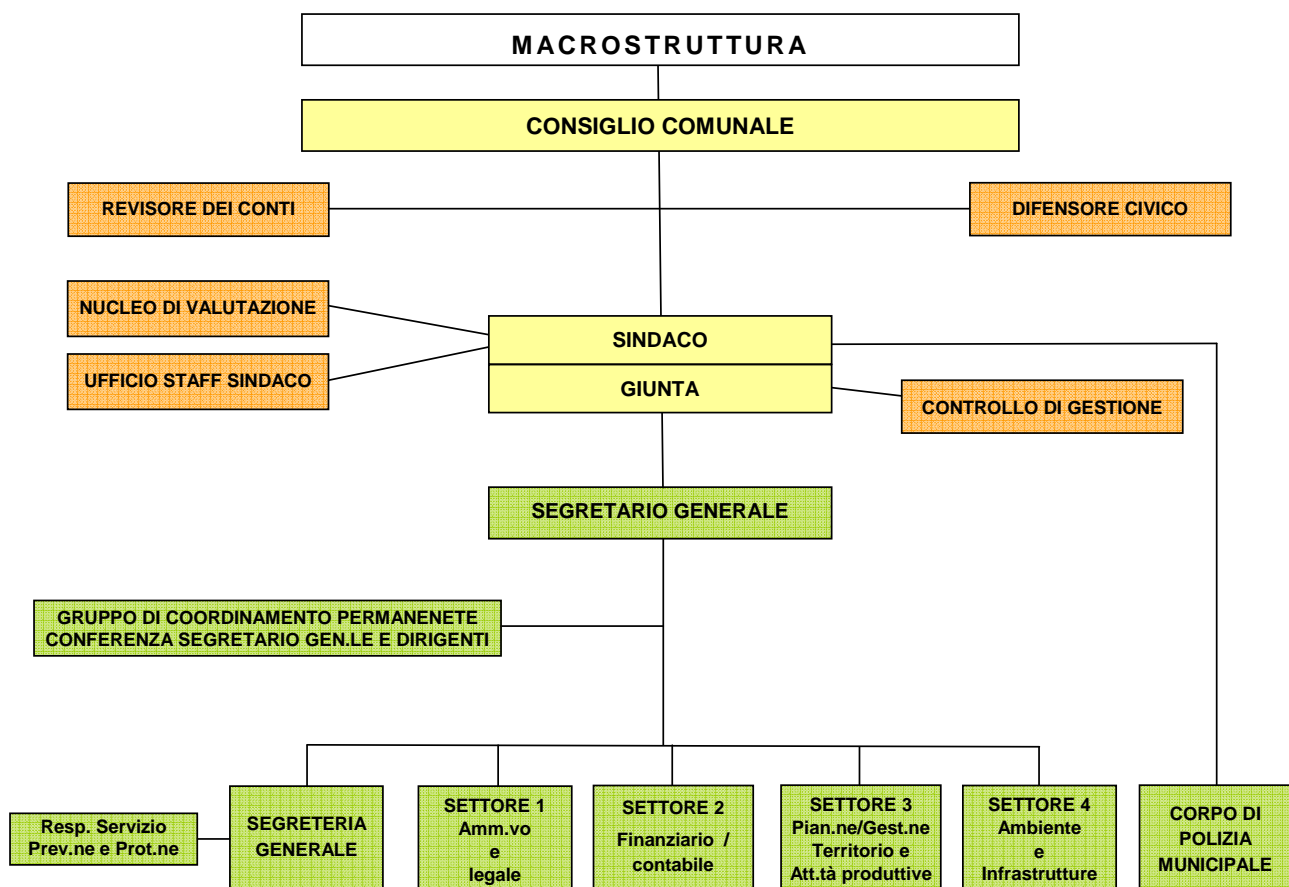 MACROSTRUTTURA
CONSIGLIO COMUNALE
REVISORE DEI CONTI
DIFENSORE CIVICO
NUCLEO DI VALUTAZIONE
SINDACO
UFFICIO STAFF SINDACO
GIUNTA
CONTROLLO DI GESTIONE
SEGRETARIO GENERALE
GRUPPO DI COORDINAMENTO PERMANENETE
CONFERENZA SEGRETARIO GEN.LE E DIRIGENTI
Resp. Servizio
Prev.ne e Prot.ne
SEGRETERIA
GENERALE
SETTORE 1
Amm.vo
e
legale
SETTORE 2
Finanziario /
contabile
SETTORE 3
Pian.ne/Gest.ne
Territorio e
Att.tà produttive
SETTORE 4
Ambiente
e
Infrastrutture
CORPO DI
POLIZIA
MUNICIPALE